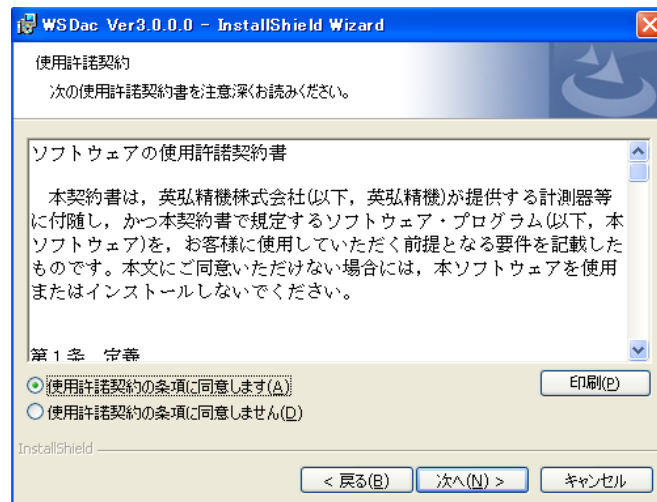 WSDac Ver3.0.0.0 - InstallShield Wizard
使用許諾契約
次の使用許諾契約書を注意深くお読みください。
ソフトウェアの使用許諾契約書
本契約書は，英弘精機株式会社(以下，英弘精機)が提供する計測器等
に付随し，かつ本契約書で規定するソフトウェア・プログラム(以下，本
ソフトウェア)を，お客様に使用していただく前提となる要件を記載した
ものです。本文にご同意いただけない場合には，本ソフトウェアを使用
またはインストールしないでください。
第１条　定義
使用許諾契約の条項に同意します(A)
印刷(P)
使用許諾契約の条項に同意しません(D)
InstallShield
< 戻る(B)
次へ(N) >
キャンセル